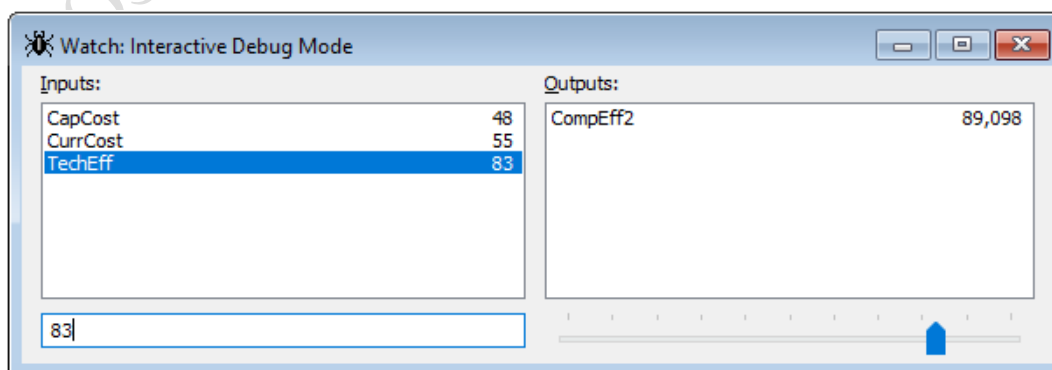 Watch: Interactive Debug Mode
Inputs:
Outputs:
CapCost 48
CurrCost 55
TechEff 83
CompEff2 89,098
83